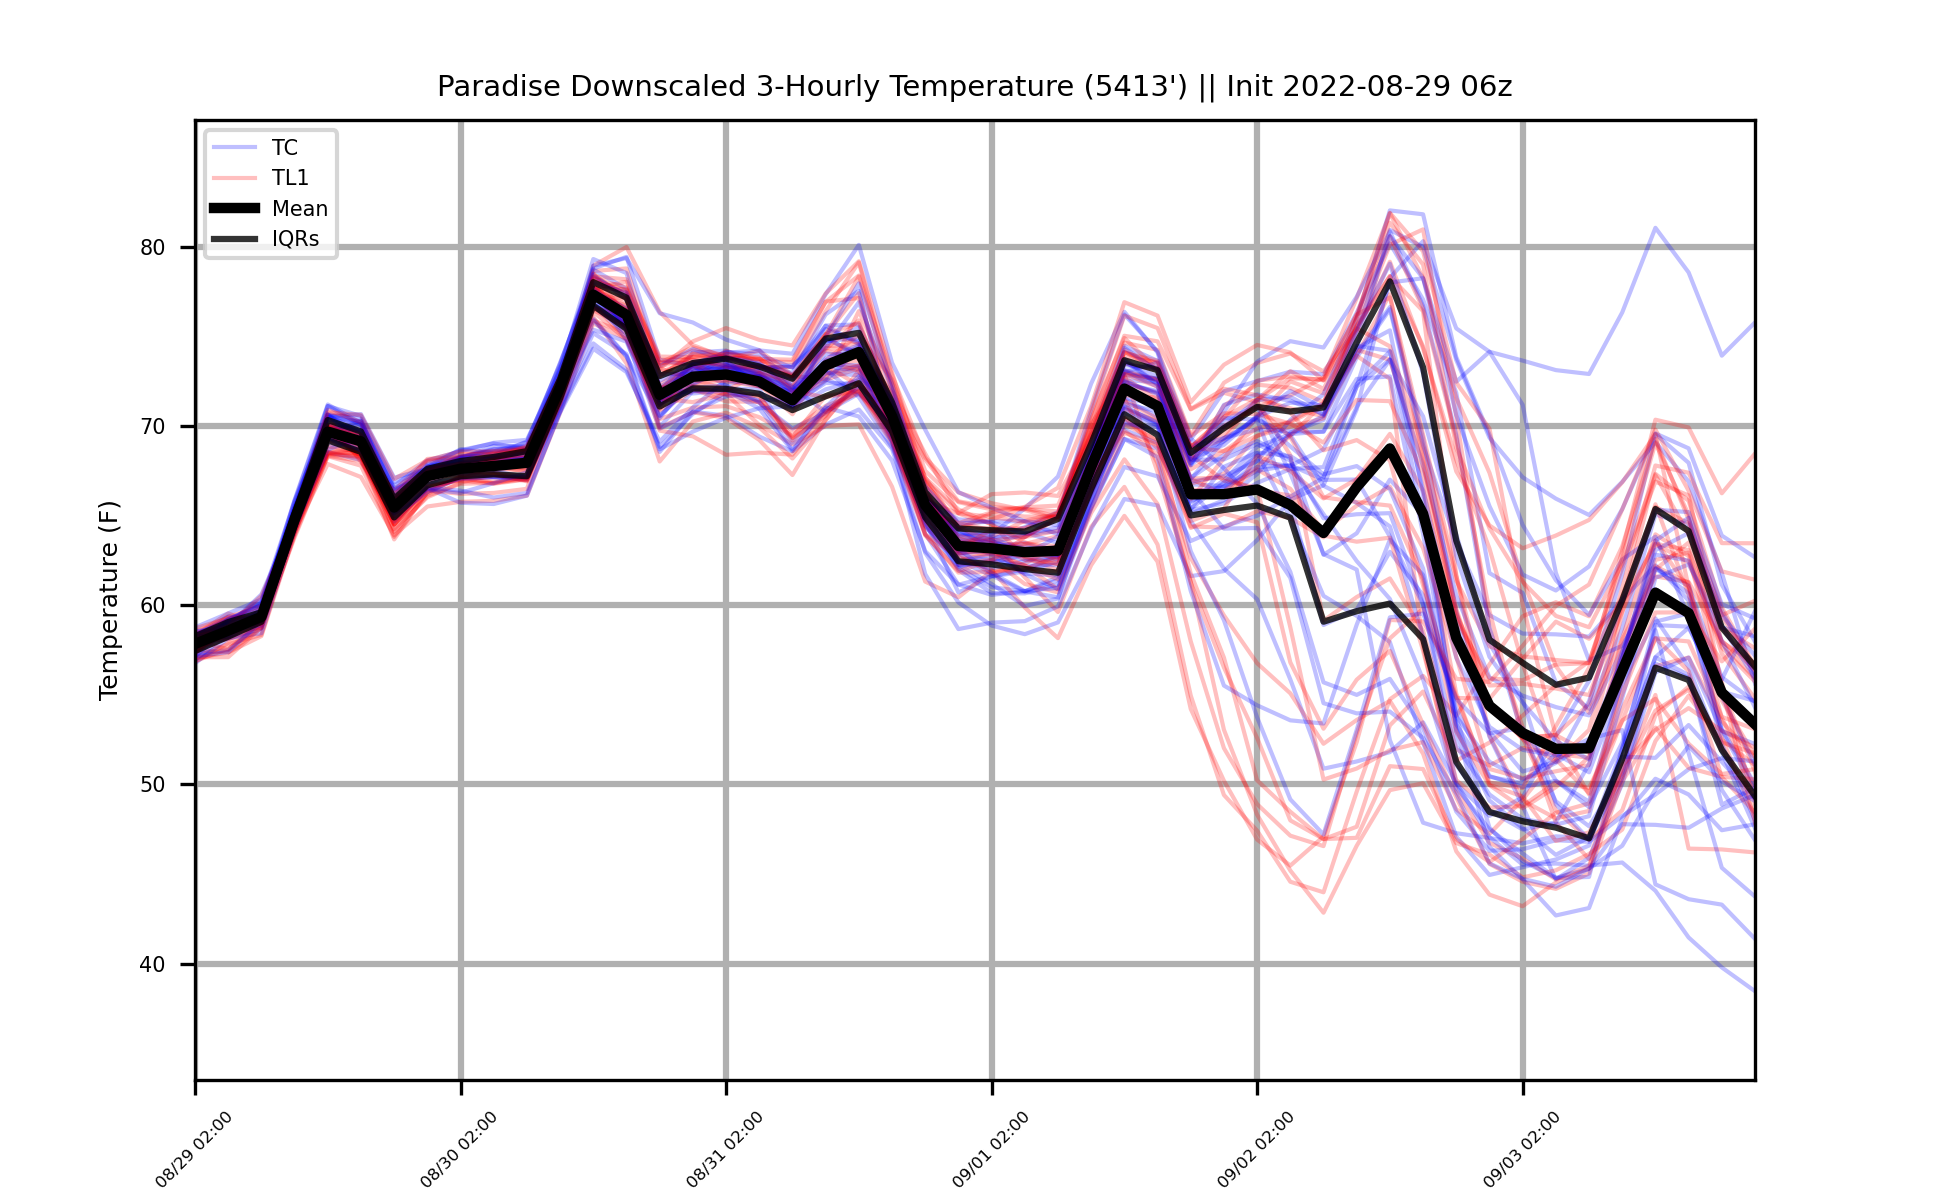 Paradise Downscaled 3-Hourly Temperature (5413') || Init 2022-08-29 06z
TC
TL1
Mean
IQRs
Temperature (F)
80
70
60
50
40
08/29 02:00
08/30 02:00
08/31 02:00
09/01 02:00
09/02 02:00
09/03 02:00